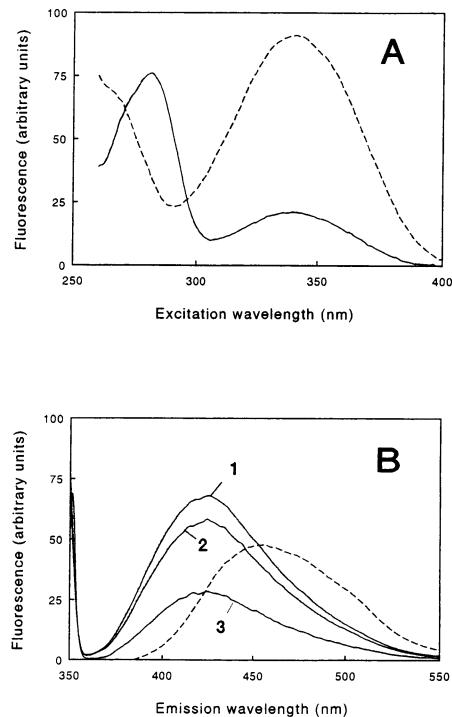 A
100
75
50
25
0
Fluorescence (arbitrary units)
250 300 350 400
Excitation wavelength (nm)
B
100
75
50
25
0
Fluorescence (arbitrary units)
1
2
3
350 400 450 500 550
Emission wavelength (nm)